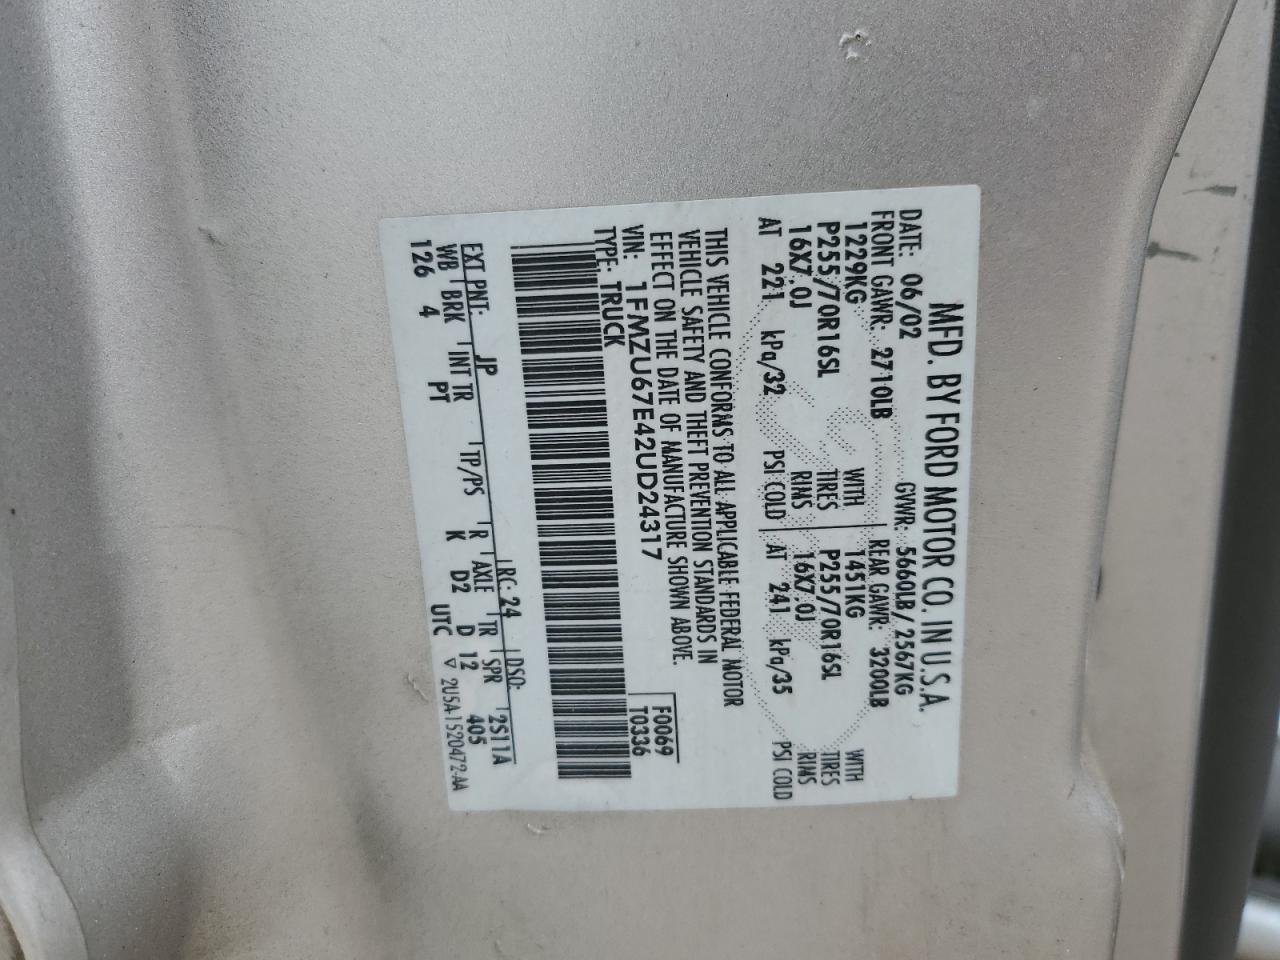 MFD. BY FORD MOTOR CO. IN U.S.A.
DATE: 06/02 GVWR: 5660LB/2567KG
FRONT GAWR: 2710LB REAR GAWR: 3200LB
1229KG WITH 1451KG WITH
P255/70R16SL TIRES P255/70R16SL TIRES
16X7.0J RIMS 16X7.0J RIMS
AT 221 kPa/32 PSI COLD AT 241 kPa/35 PSI COLD
THIS VEHICLE CONFORMS TO ALL APPLICABLE FEDERAL MOTOR
VEHICLE SAFETY AND THEFT PREVENTION STANDARDS IN
EFFECT ON THE DATE OF MANUFACTURE SHOWN ABOVE.
VIN: 1FMZU67E42UD24317 F0069
TYPE: TRUCK T0336
EXT PNT: JP RC: 24 DSO: 2S11A
WB BRK INT TR TP/PS R AXLE TR SPR
126 4 PT K D2 D 12 405
UTC ▽ 2U5A-1520472-AA